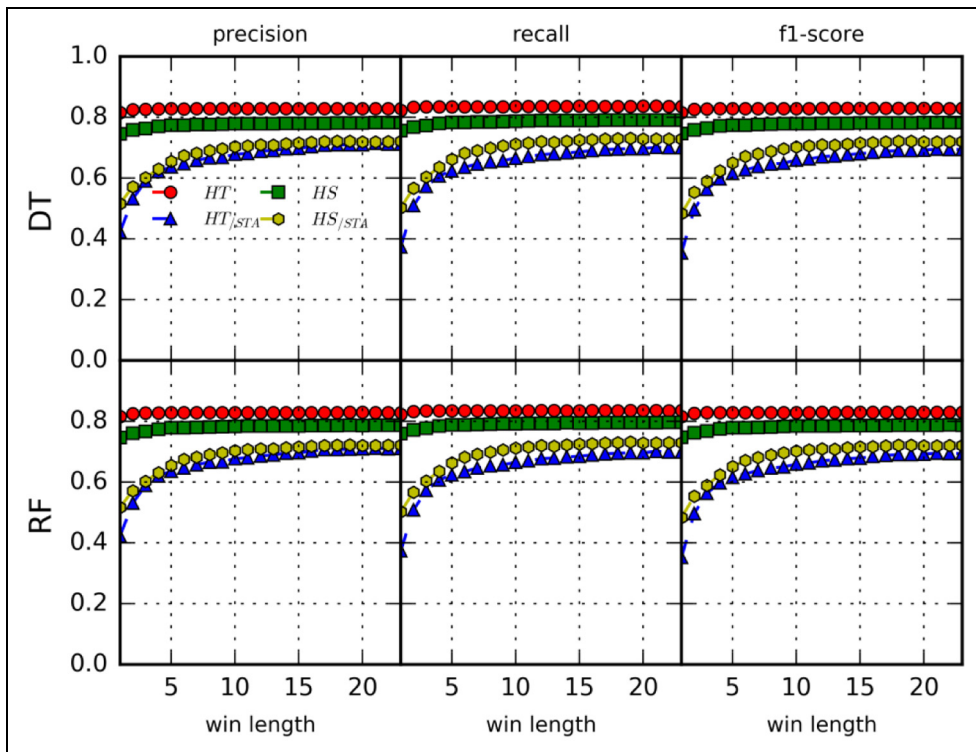 precision recall f1-score
1.0
0.8
0.6
0.4
0.2
0.0
DT
HT HS
HT/STA HS/STA
0.8
0.6
0.4
0.2
0.0
RF
5 10 15 20 5 10 15 20 5 10 15 20
win length win length win length